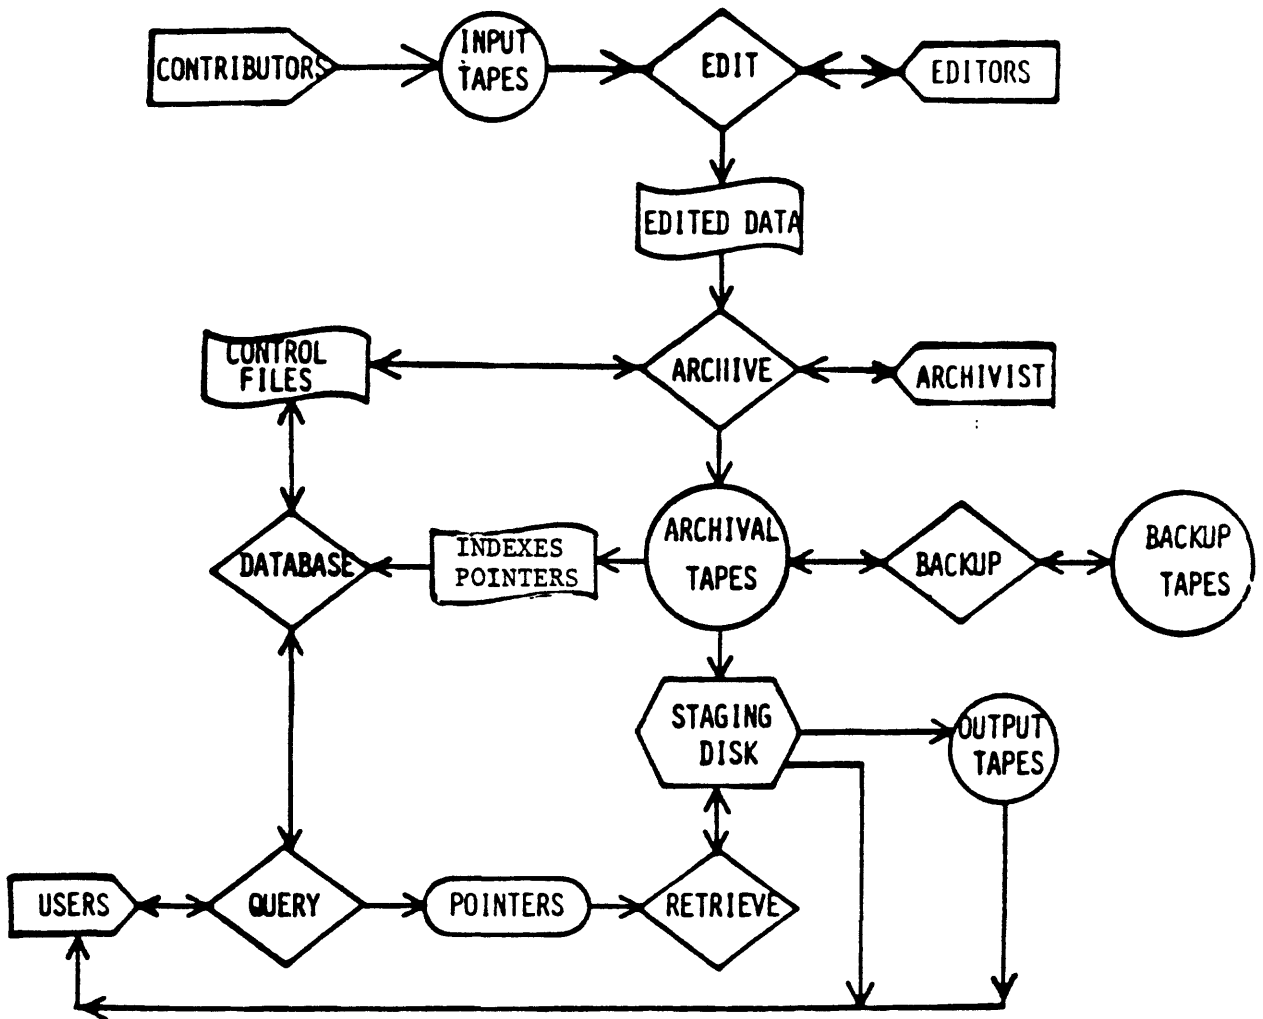 CONTRIBUTORS
INPUT
TAPES
EDIT
EDITORS
EDITED DATA
CONTROL
FILES
ARCHIVE
ARCHIVIST
DATABASE
INDEXES
POINTERS
ARCHIVAL
TAPES
BACKUP
BACKUP
TAPES
STAGING
DISK
OUTPUT
TAPES
USERS
QUERY
POINTERS
RETRIEVE